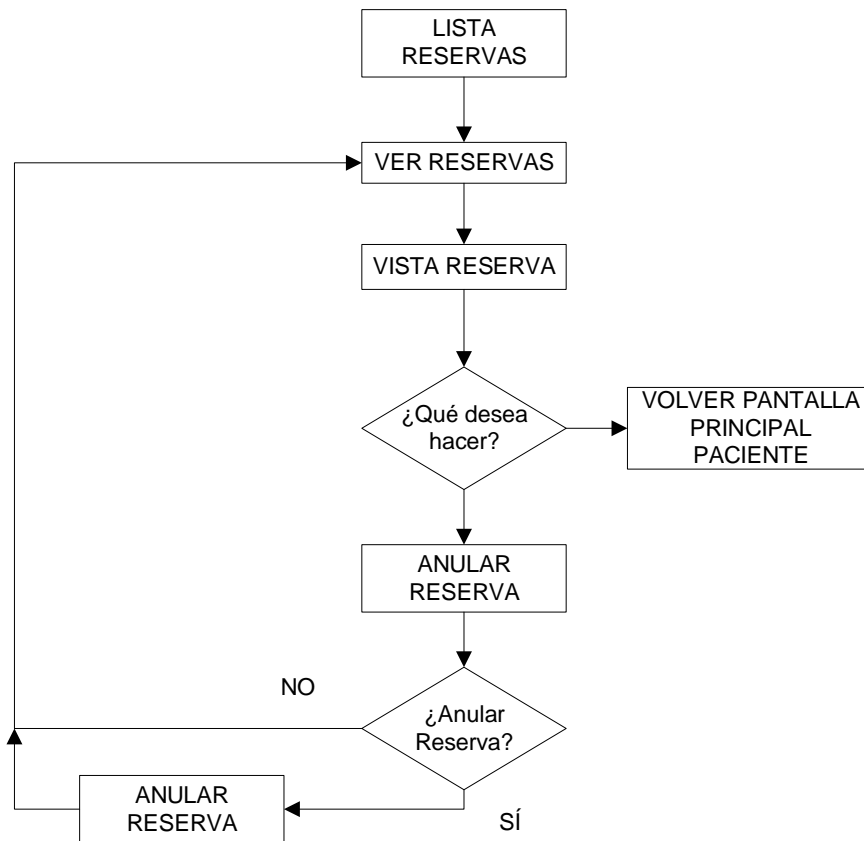 LISTA
RESERVAS
VER RESERVAS
VISTA RESERVA
¿Qué desea
hacer?
VOLVER PANTALLA
PRINCIPAL
PACIENTE
ANULAR
RESERVA
NO
¿Anular
Reserva?
ANULAR
RESERVA
SÍ